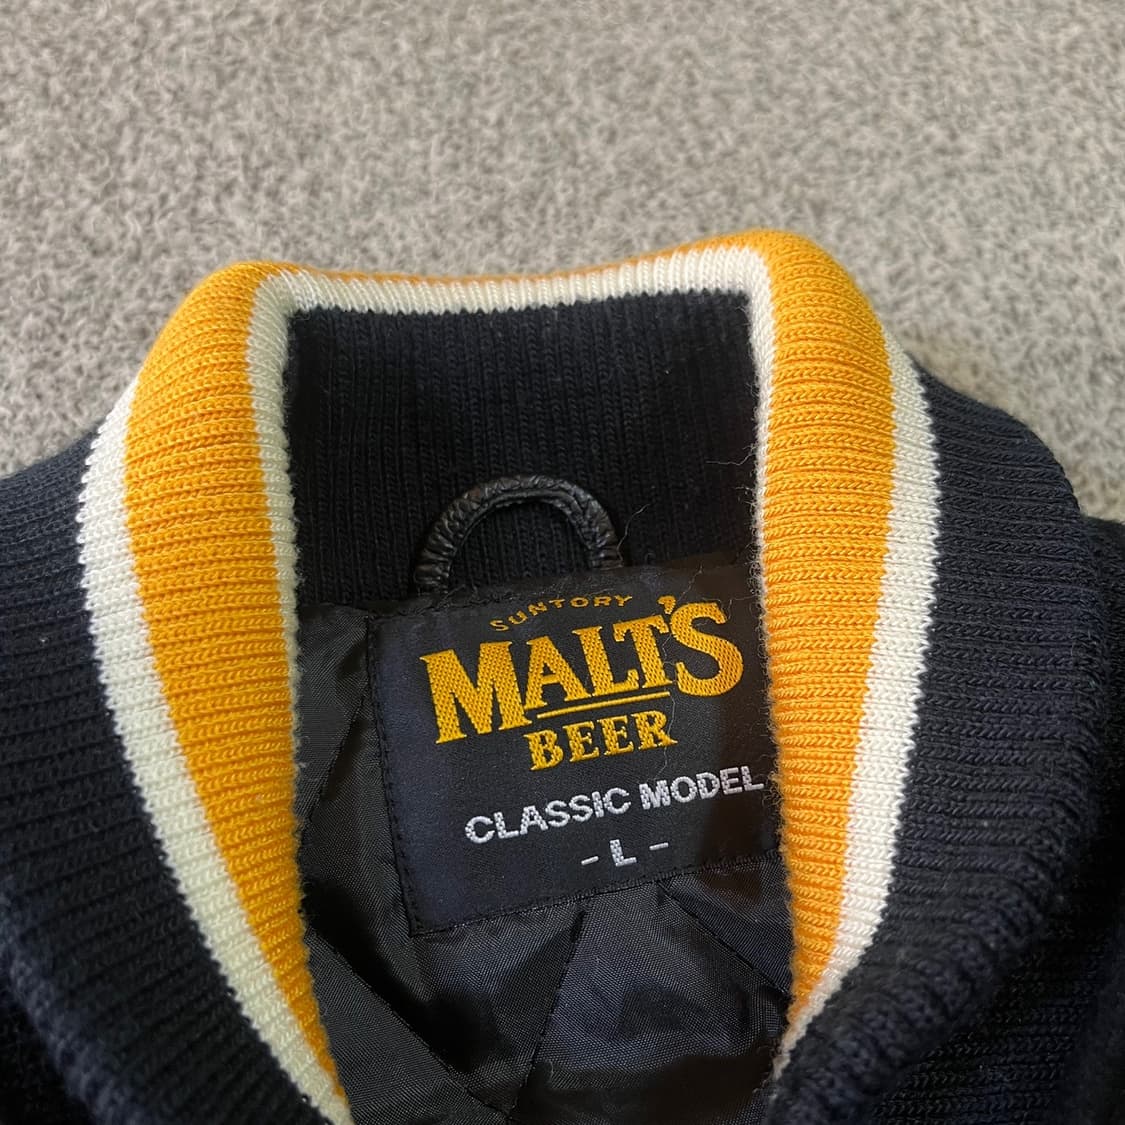 SUNTORY
MALT'S
BEER
CLASSIC MODEL
- L -